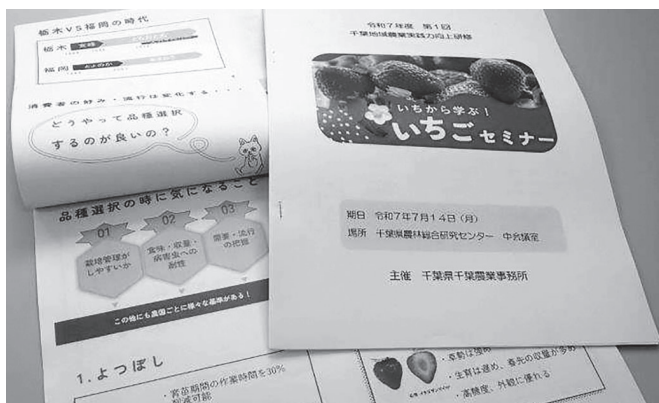 栃木VS福岡の時代
栃木
福岡
消費者の好み・流行は変化する・・・
どうやって品種選択
するのが良いの?
品種選択の時に気になること
01
栽培管理が
しやすいか
02
食味・収量・
病害虫への
耐性
03
需要・流行
の把握
この他にも農園ごとに様々な基準がある!
1.よつぼし
・育苗期間の作業時間を30%
削減可能
令和7年度 第1回
千葉地域農業実践力向上研修
いちから学ぶ!
いちごセミナー
期日 令和7年7月14日(月)
場所 千葉県農林総合研究センター 中会議室
主催 千葉県千葉農業事務所
・草勢は強め
・生育は進め、春先の収量が多め
・高糖度、外観に優れる